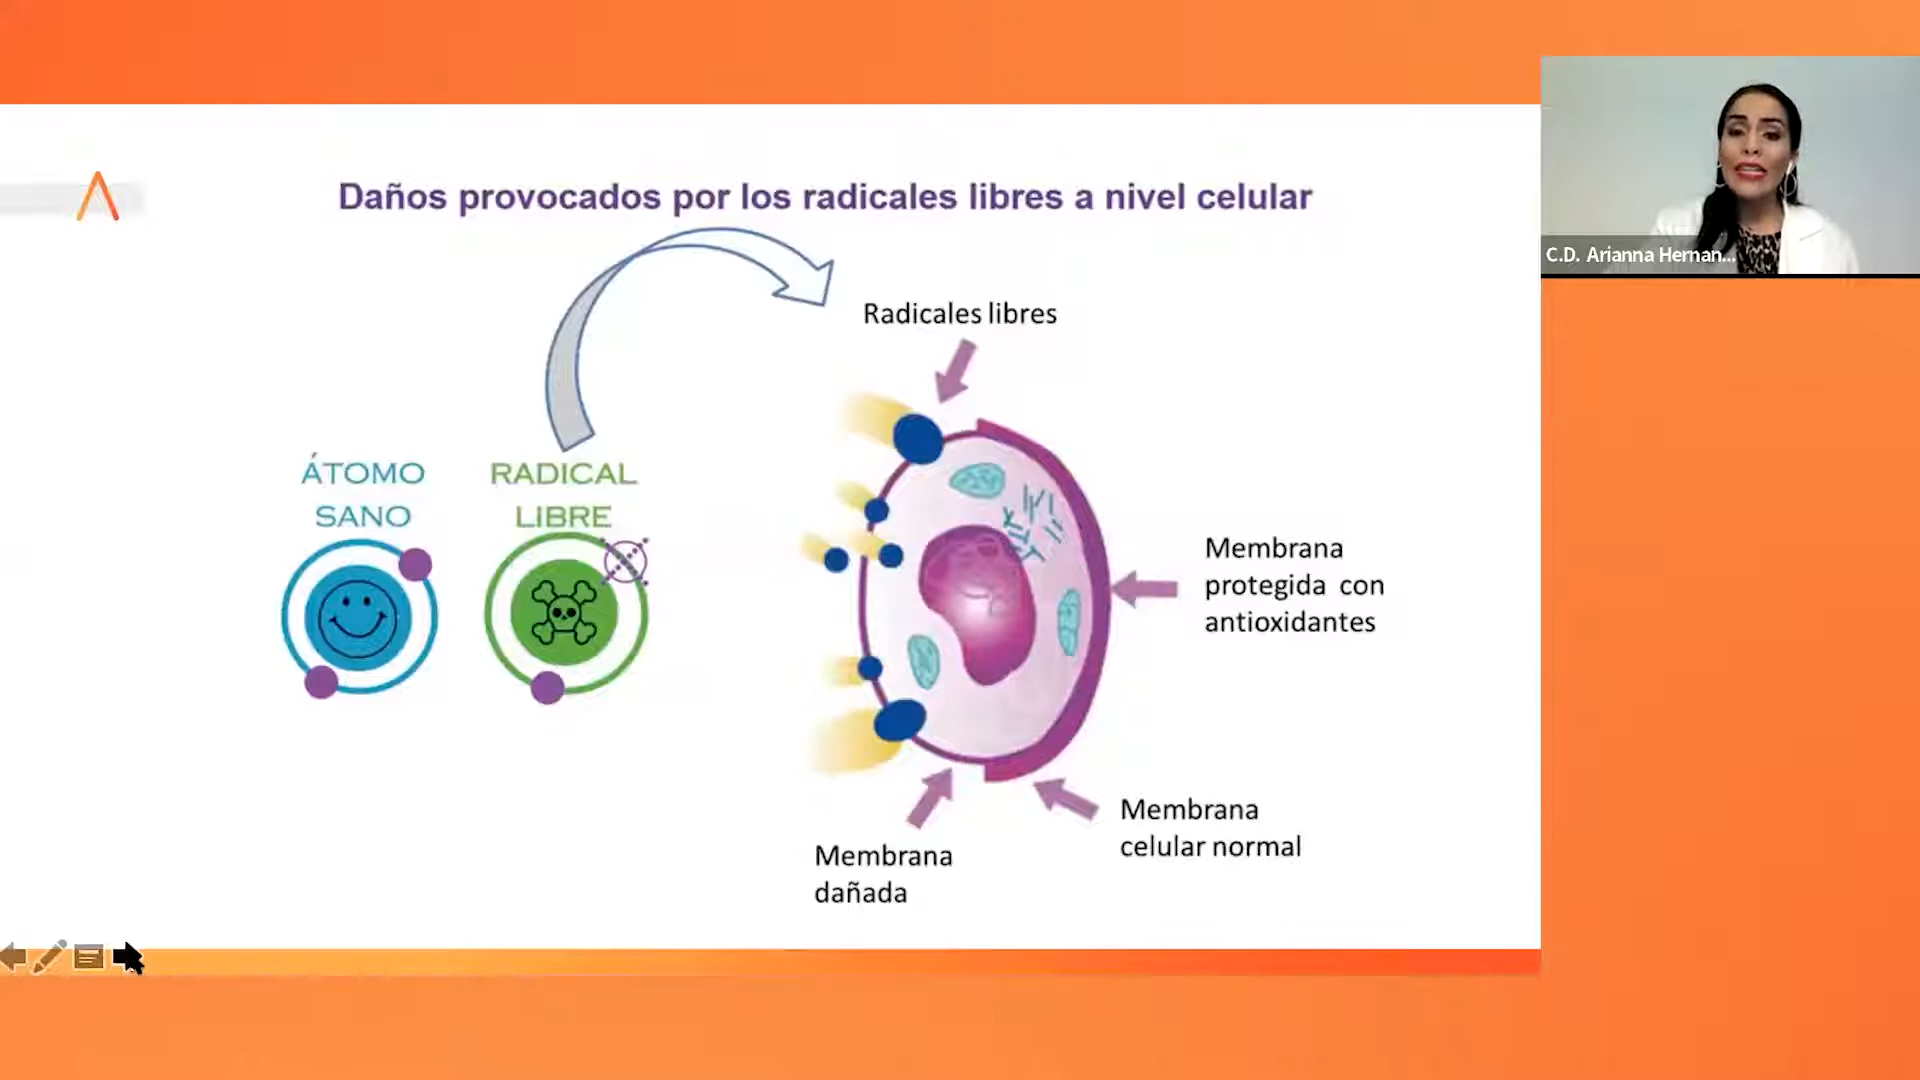 Daños provocados por los radicales libres a nivel celular
C.D. Arianna Hernan...
Radicales libres
ÁTOMO
SANO
RADICAL
LIBRE
Membrana
protegida con
antioxidantes
Membrana
celular normal
Membrana
dañada